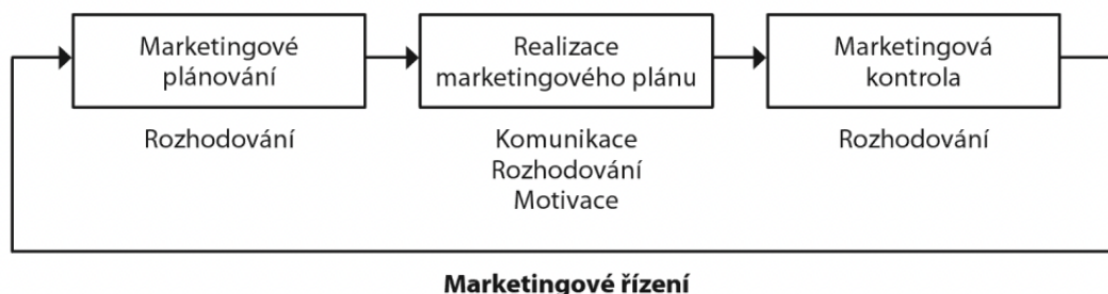 Marketingové
plánování
Realizace
marketingového plánu
Marketingová
kontrola
Rozhodování
Komunikace
Rozhodování
Motivace
Rozhodování
Marketingové řízení